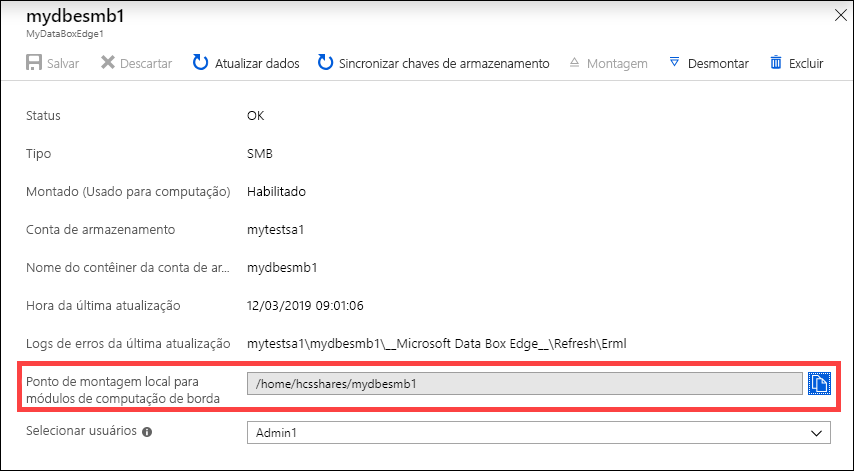 mydbesmb1
MyDataBoxEdge1
Salvar Descartar Atualizar dados Sincronizar chaves de armazenamento Montagem Desmontar Excluir
Status OK
Tipo SMB
Montado (Usado para computação) Habilitado
Conta de armazenamento mytestsa1
Nome do contêiner da conta de ar... mydbesmb1
Hora da última atualização 12/03/2019 09:01:06
Logs de erros da última atualização mytestsa1\mydbesmb1\__Microsoft Data Box Edge__\Refresh\Erml
Ponto de montagem local para
módulos de computação de borda /home/hcsshares/mydbesmb1
Selecionar usuários Admin1